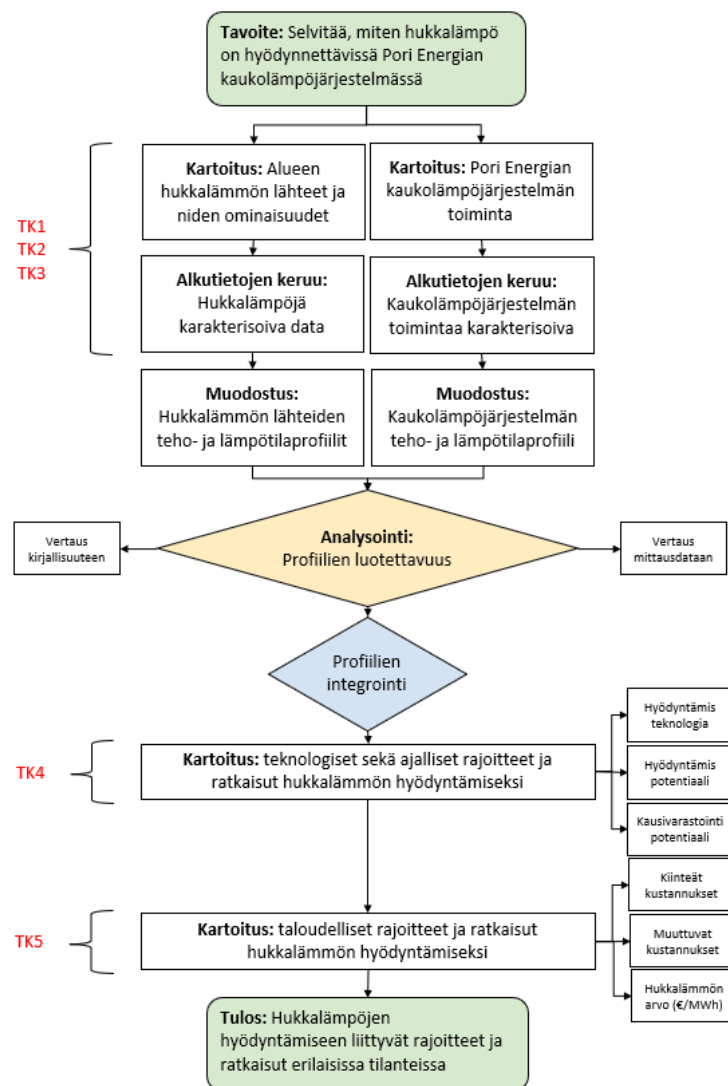 Tavoite: Selvitää, miten hukkalämpö
on hyödynnettävissä Pori Energian
kaukolämpöjärjestelmässä
TK1
TK2
TK3
Kartoitus: Alueen
hukkalämmön lähteet ja
niden ominaisuudet
Kartoitus: Pori Energian
kaukolämpöjärjestelmän
toiminta
Alkutietojen keruu:
Hukkalämpöjä
karakterisoiva data
Alkutietojen keruu:
Kaukolämpöjärjestelmän
toimintaa karakterisoiva
Muodostus:
Hukkalämmön lähteiden
teho- ja lämpötilaprofiilit
Muodostus:
Kaukolämpöjärjestelmän
teho- ja lämpötilaprofiili
Vertaus
kirjallisuuteen
Analysointi:
Profiilien luotettavuus
Vertaus
mittausdataan
Profiilien
integrointi
TK4
Kartoitus: teknologiset sekä ajalliset rajoitteet ja
ratkaisut hukkalämmön hyödyntämiseksi
Hyödyntämis
teknologia
Hyödyntämis
potentiaali
Kausivarastointi
potentiaali
TK5
Kartoitus: taloudelliset rajoitteet ja ratkaisut
hukkalämmön hyödyntämiseksi
Kiinteät
kustannukset
Muuttuvat
kustannukset
Hukkalämmön
arvo (€/MWh)
Tulos: Hukkalämpöjen
hyödyntämiseen liittyvät rajoitteet ja
ratkaisut erilaisissa tilanteissa